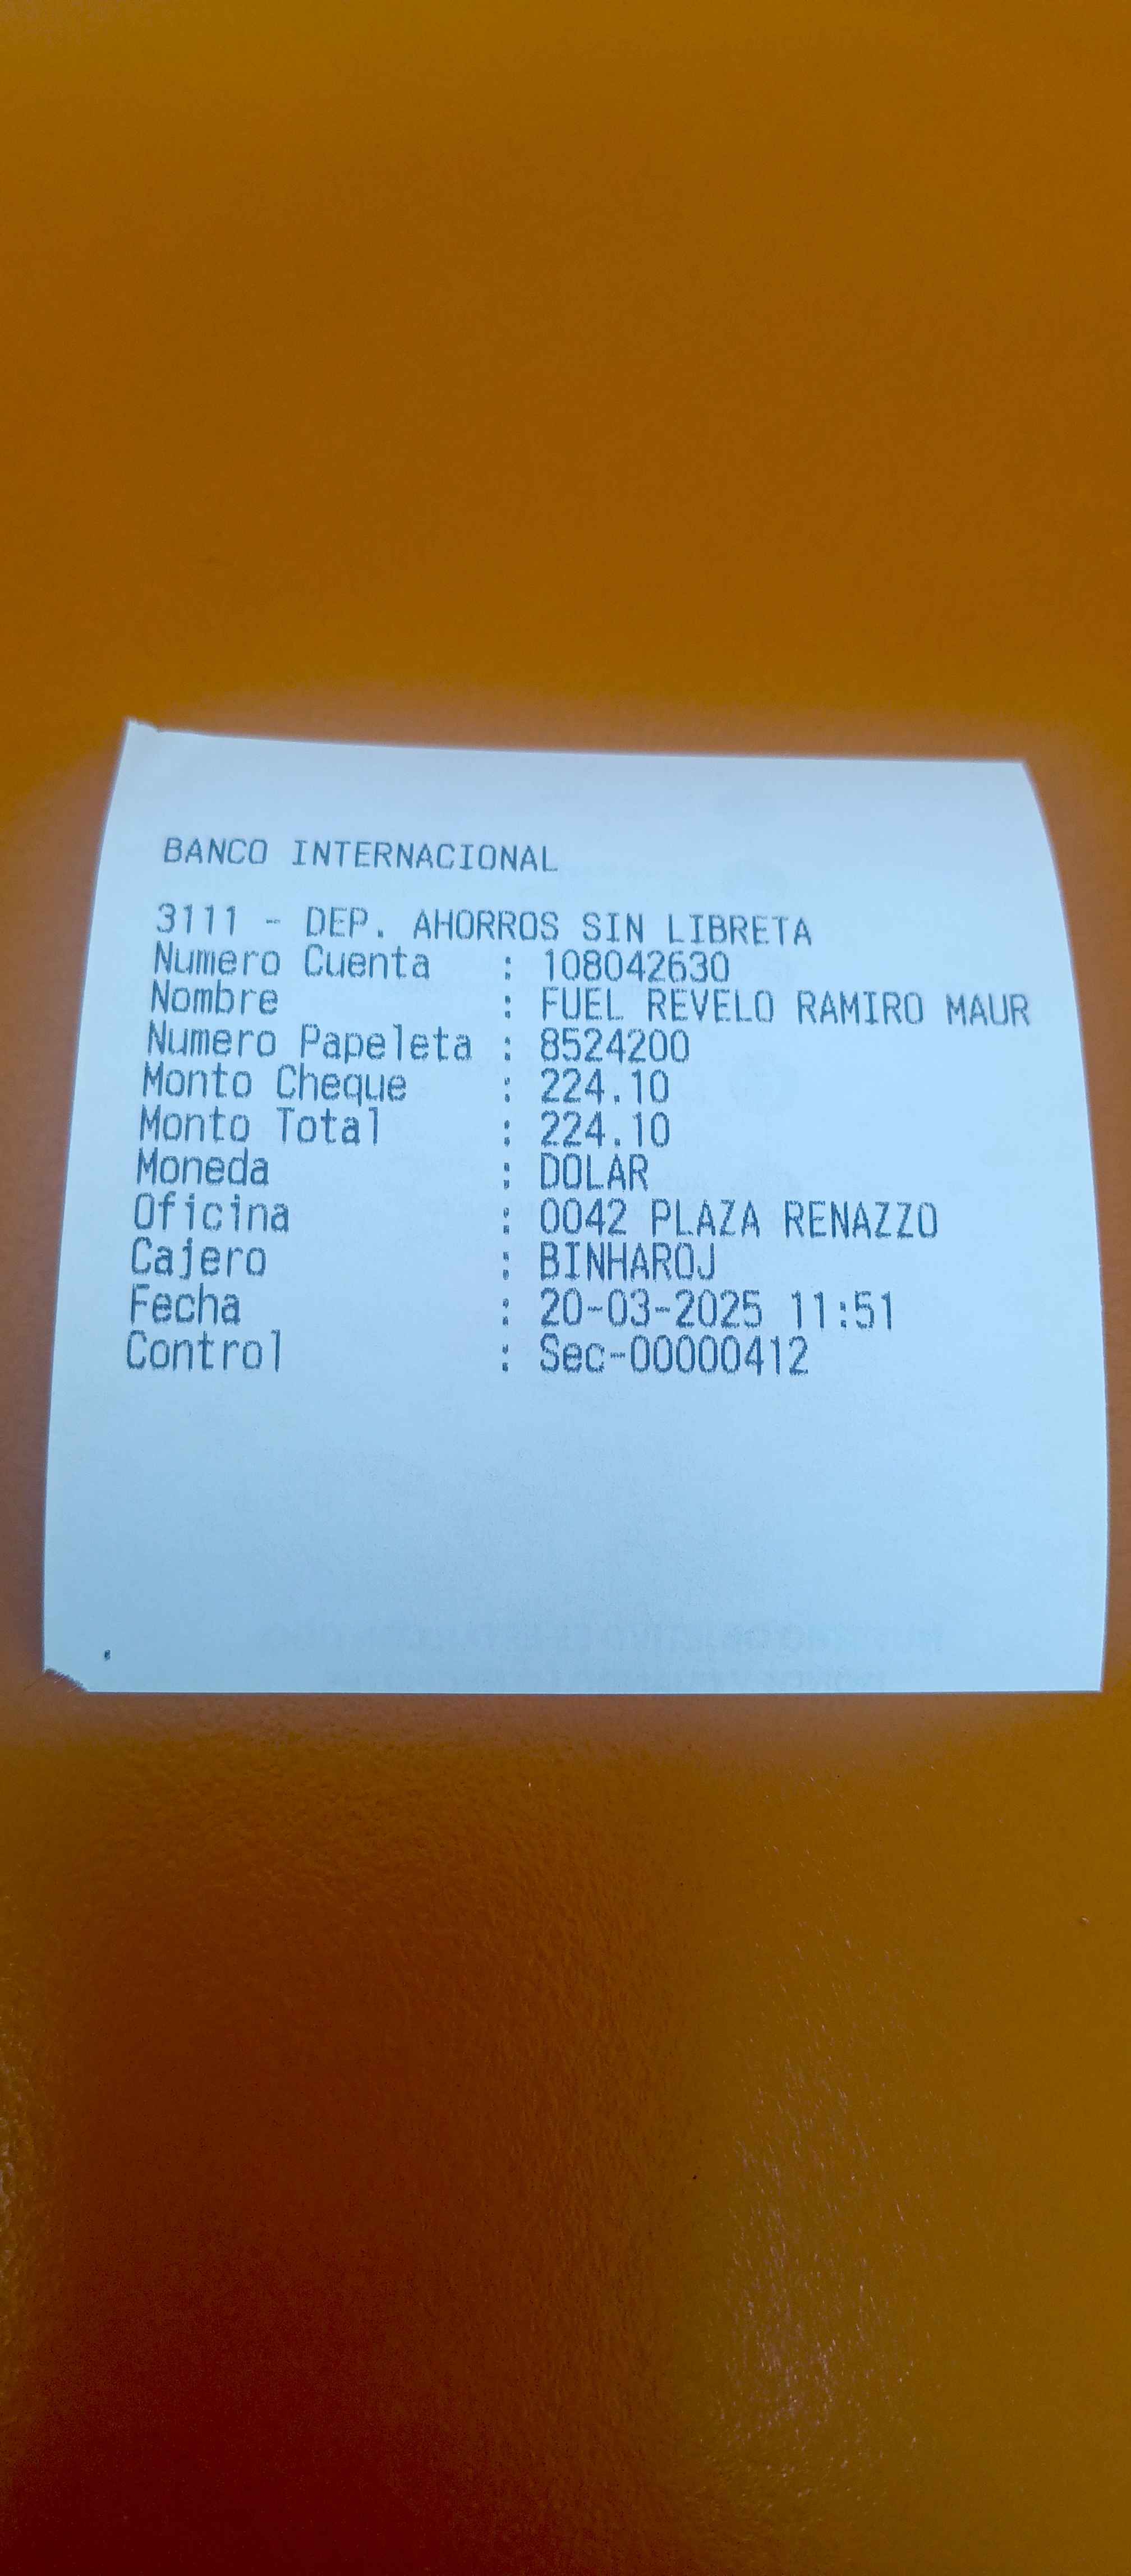 BANCO INTERNACIONAL
3111 - DEP. AHORROS SIN LIBRETA
Numero Cuenta : 108042630
Nombre : FUEL REVELO RAMIRO MAUR
Numero Papeleta : 8524200
Monto Cheque : 224.10
Monto Total : 224.10
Moneda : DOLAR
Oficina : 0042 PLAZA RENAZZO
Cajero : BINHAROJ
Fecha : 20-03-2025 11:51
Control : Sec-00000412